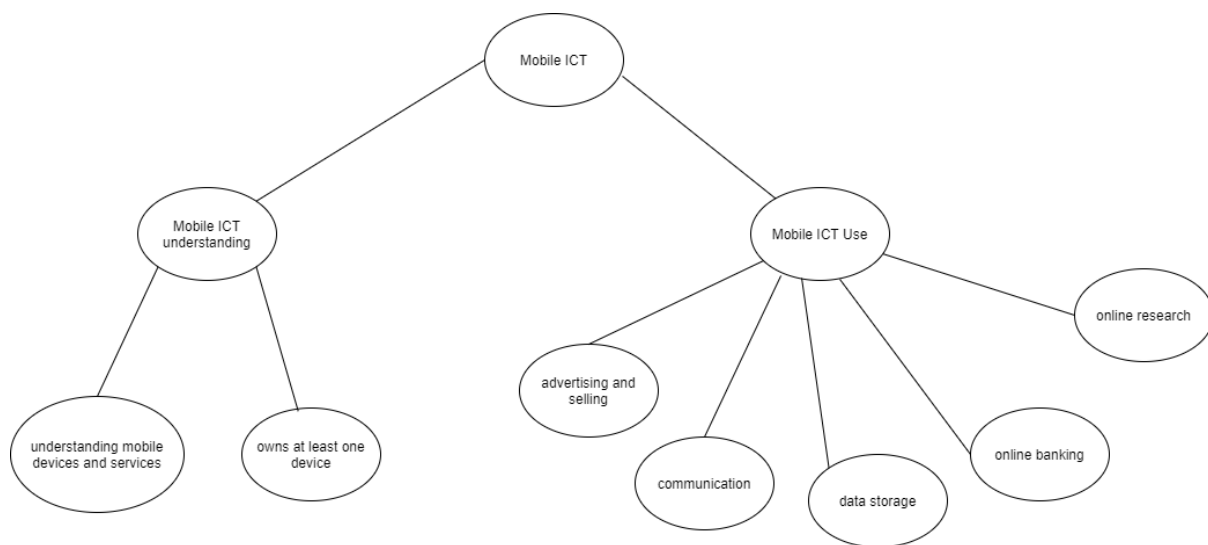 Mobile ICT
Mobile ICT
understanding
Mobile ICT Use
understanding mobile
devices and services
owns at least one
device
advertising and
selling
communication
data storage
online banking
online research